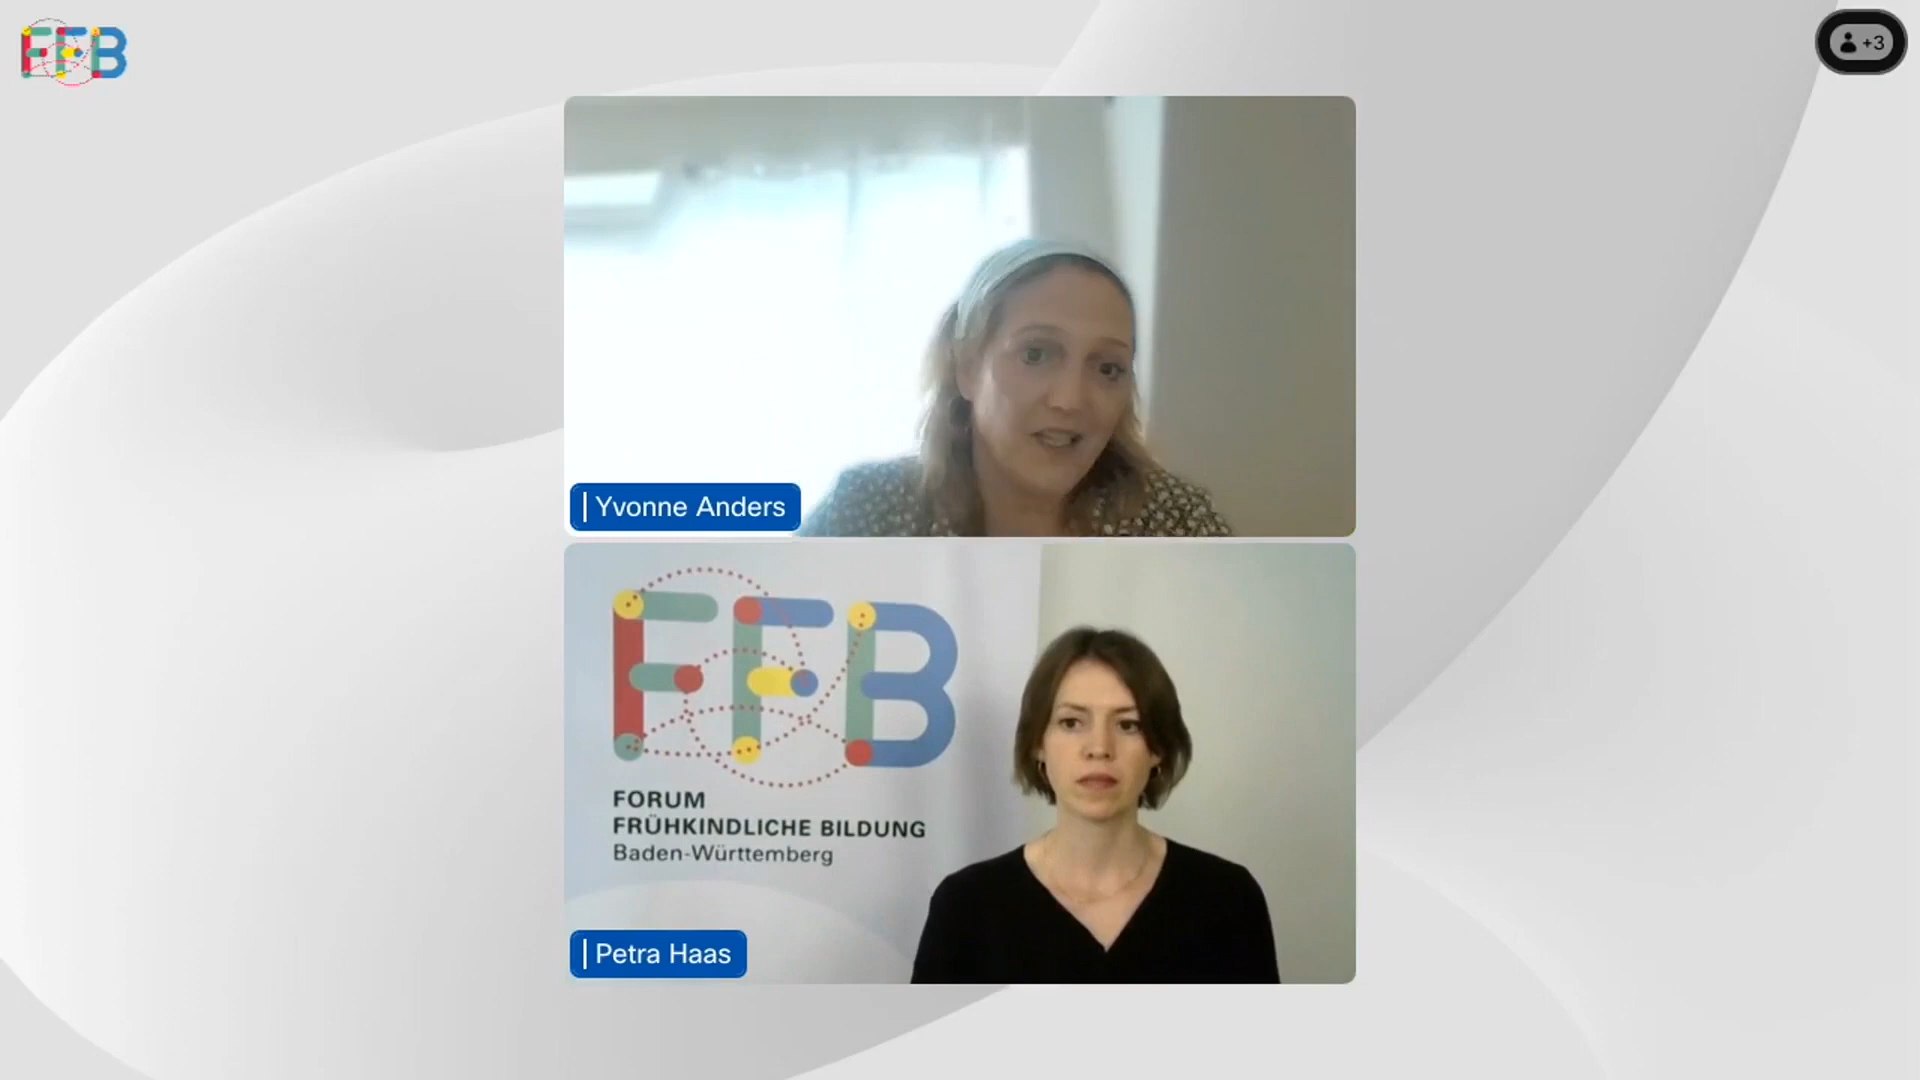 FFB
+3
Yvonne Anders
FFB
FORUM
FRÜHKINDLICHE BILDUNG
Baden-Württemberg
Petra Haas